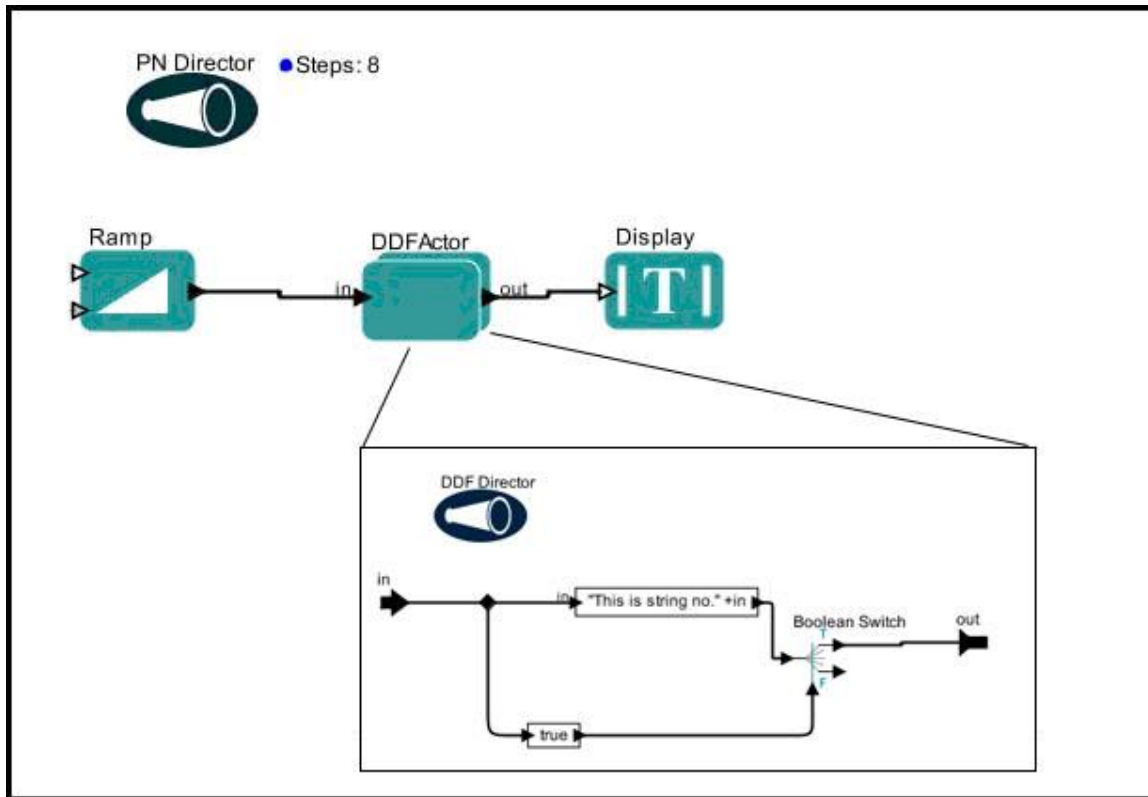 PN Director
Steps: 8
Ramp
DDFActor
Display
in
out
T
DDF Director
in
in
"This is string no." +in
Boolean Switch
out
T
F
true